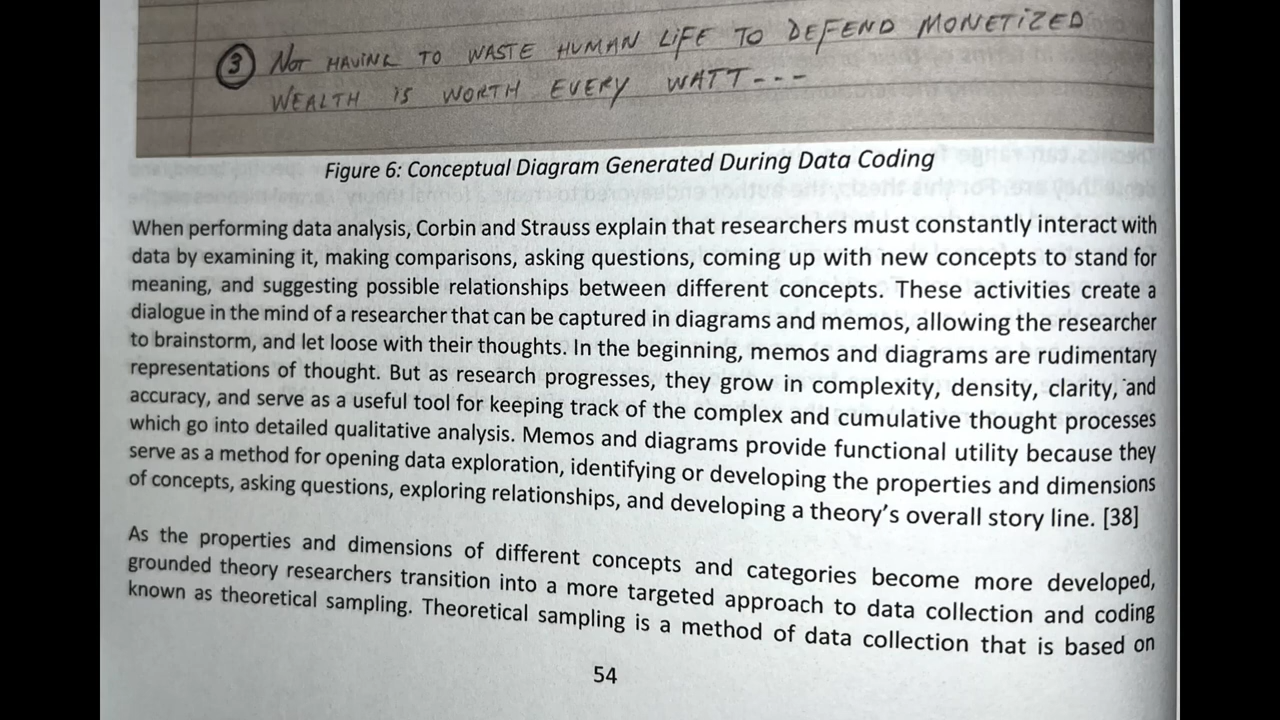 3 NOT HAVING TO WASTE HUMAN LIFE TO DEFEND MONETIZED
WEALTH IS WORTH EVERY WATT---
Figure 6: Conceptual Diagram Generated During Data Coding
When performing data analysis, Corbin and Strauss explain that researchers must constantly interact with
data by examining it, making comparisons, asking questions, coming up with new concepts to stand for
meaning, and suggesting possible relationships between different concepts. These activities create a
dialogue in the mind of a researcher that can be captured in diagrams and memos, allowing the researcher
to brainstorm, and let loose with their thoughts. In the beginning, memos and diagrams are rudimentary
representations of thought. But as research progresses, they grow in complexity, density, clarity, and
accuracy, and serve as a useful tool for keeping track of the complex and cumulative thought processes
which go into detailed qualitative analysis. Memos and diagrams provide functional utility because they
serve as a method for opening data exploration, identifying or developing the properties and dimensions
of concepts, asking questions, exploring relationships, and developing a theory’s overall story line. [38]
As the properties and dimensions of different concepts and categories become more developed,
grounded theory researchers transition into a more targeted approach to data collection and coding
known as theoretical sampling. Theoretical sampling is a method of data collection that is based on
54